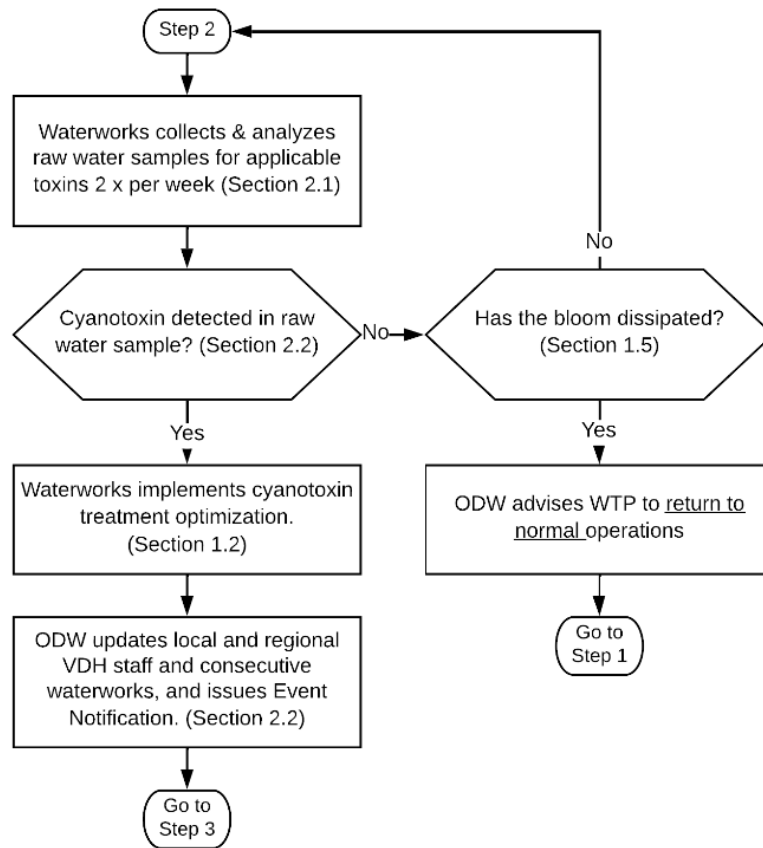 Step 2
Waterworks collects & analyzes
raw water samples for applicable
toxins 2 x per week (Section 2.1)
No
Cyanotoxin detected in raw
water sample? (Section 2.2)
No
Has the bloom dissipated?
(Section 1.5)
Yes
Yes
Waterworks implements cyanotoxin
treatment optimization.
(Section 1.2)
ODW advises WTP to return to
normal operations
ODW updates local and regional
VDH staff and consecutive
waterworks, and issues Event
Notification. (Section 2.2)
Go to
Step 1
Go to
Step 3